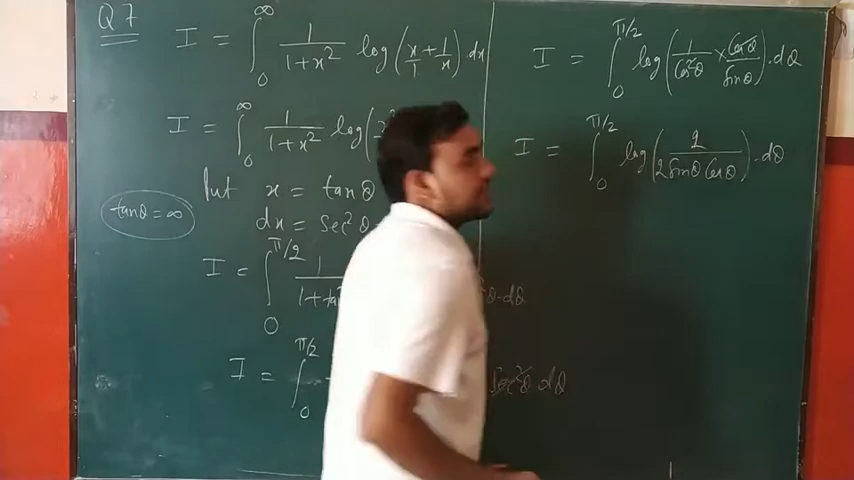 Q7
I = ∫₀^∞ 1/(1+x²) log(x/1 + 1/x) · dx
I = ∫₀^∞ 1/(1+x²) log(
Put x = tanθ
tanθ = ∞
dx = Sec²θ
I = ∫₀^{π/2} 1/(1+ta
θ · dθ
I = ∫₀^{π/2}
Sec²θ · dθ
I = ∫₀^{π/2} log(1/Cos²θ × Cosθ/Sinθ) · dθ
I = ∫₀^{π/2} log(2/(2 Sinθ Cosθ)) · dθ